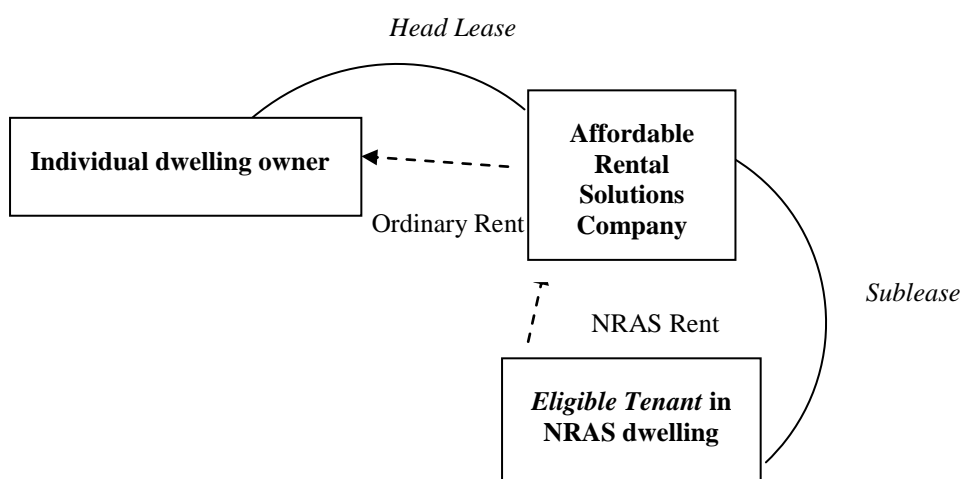 Head Lease
Individual dwelling owner
Affordable
Rental
Solutions
Company
Ordinary Rent
Sublease
NRAS Rent
Eligible Tenant in
NRAS dwelling